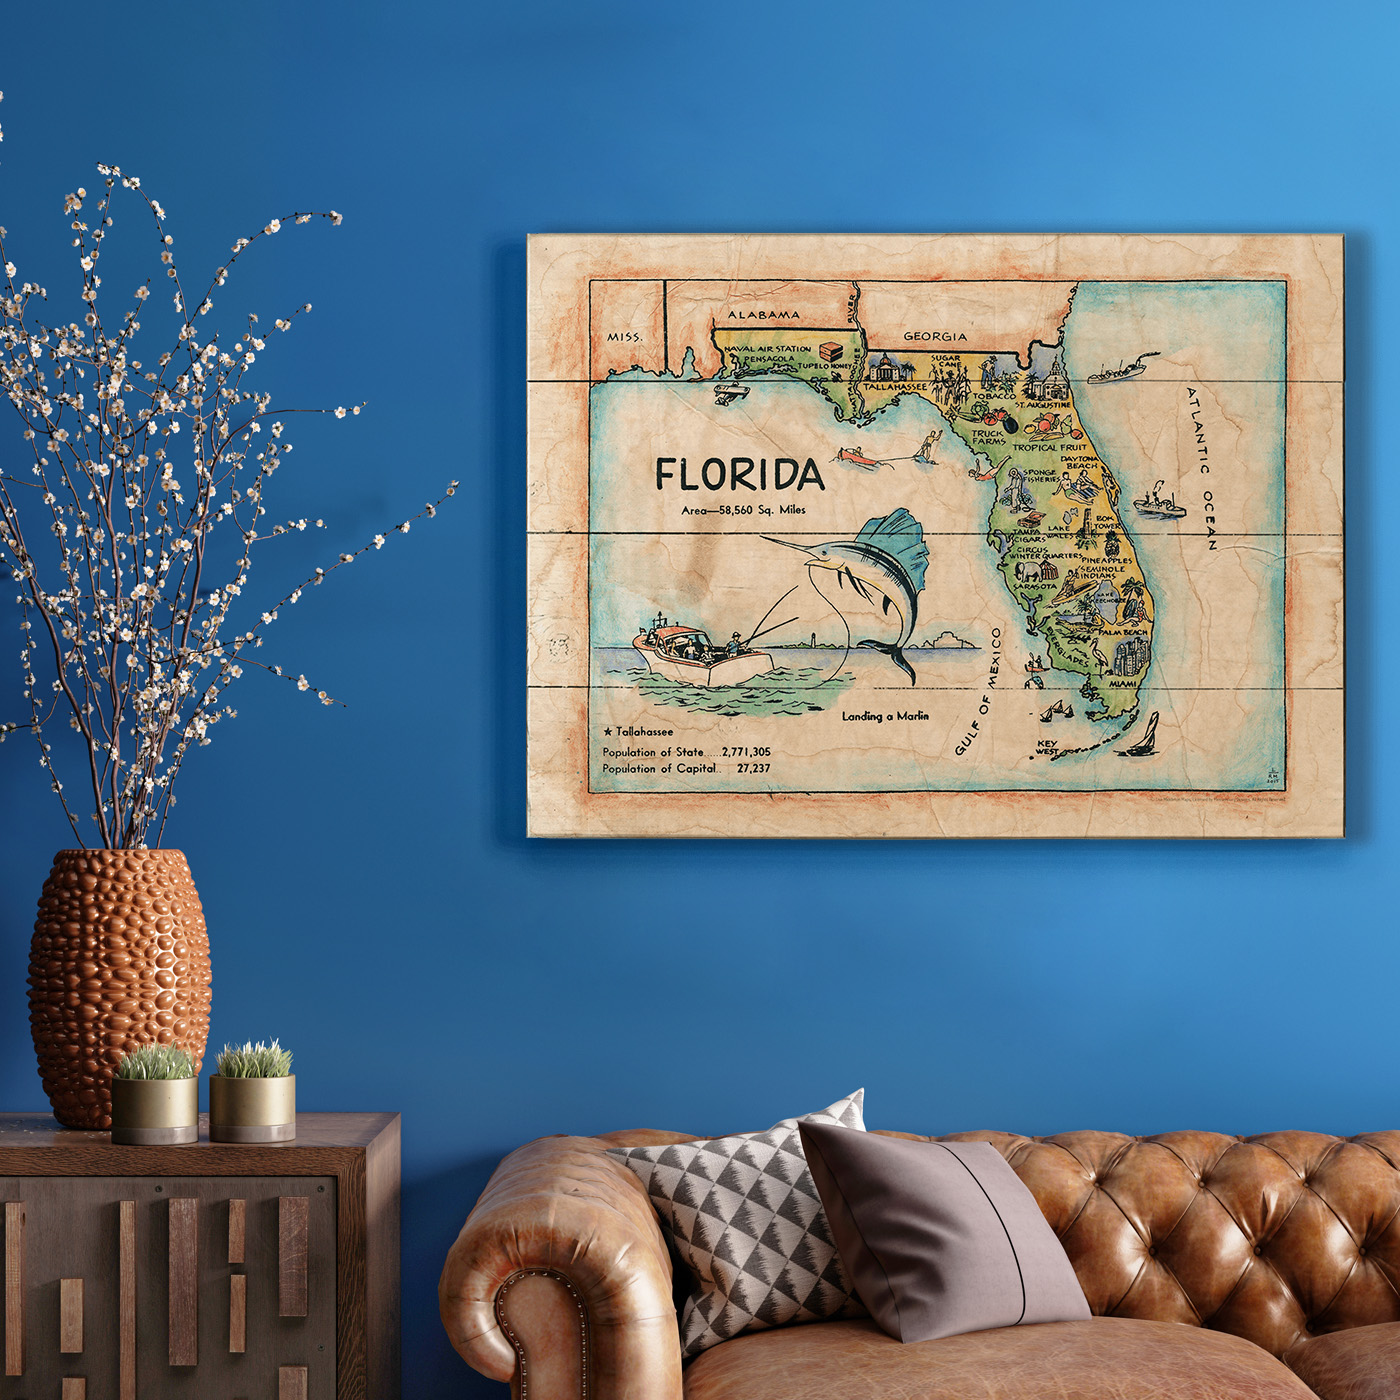 MISS.
ALABAMA
RIVER
GEORGIA
NAVAL AIR STATION
PENSACOLA
TUPELO HONEY
TALLAHASSEE
SUGAR
CANE
TOBACCO
ST. AUGUSTINE
TRUCK
FARMS
TROPICAL FRUIT
DAYTONA
BEACH
SPONGE
FISHERIES
BOK
TOWER
LAKE
WALES
TAMPA
CIGARS
CIRCUS
WINTER QUARTERS
PINEAPPLES
SEMINOLE
INDIANS
SARASOTA
LAKE
PALM BEACH
EVERGLADES
MIAMI
KEY
WEST
ATLANTIC OCEAN
GULF OF MEXICO
FLORIDA
Area—58,560 Sq. Miles
Landing a Marlin
★ Tallahassee
Population of State.....2,771,305
Population of Capital.. 27,237